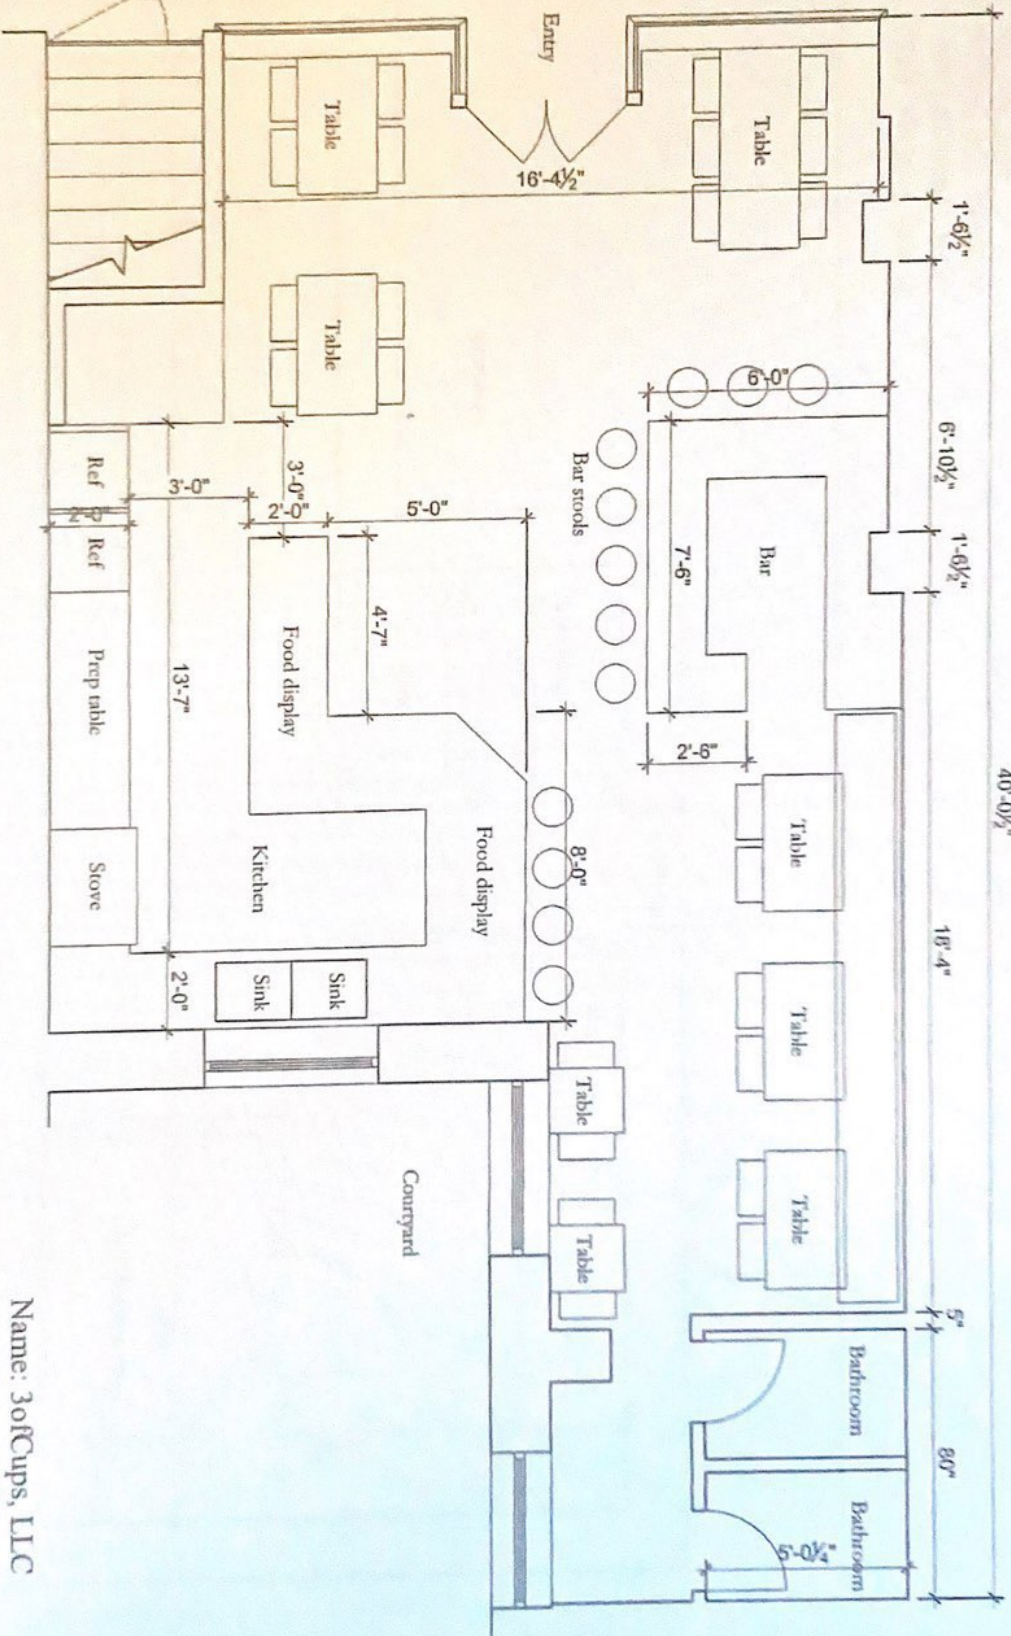 Entry
Table
Table
16'-4½"
1'-6½"
Table
6'-0"
6'-10½"
Ref
3'-0"
3'-0"
2'-0"
2'-0"
5'-0"
Bar stools
Ref
4'-7"
7'-6"
Bar
1'-6½"
40'-0½"
Prep table
13'-7"
Food display
2'-6"
Stove
Kitchen
Food display
8'-0"
Table
18'-4"
2'-0"
Sink
Sink
Table
Table
Courtyard
Table
Table
5"
Bathroom
80"
Bathroom
Name: 3ofCups, LLC